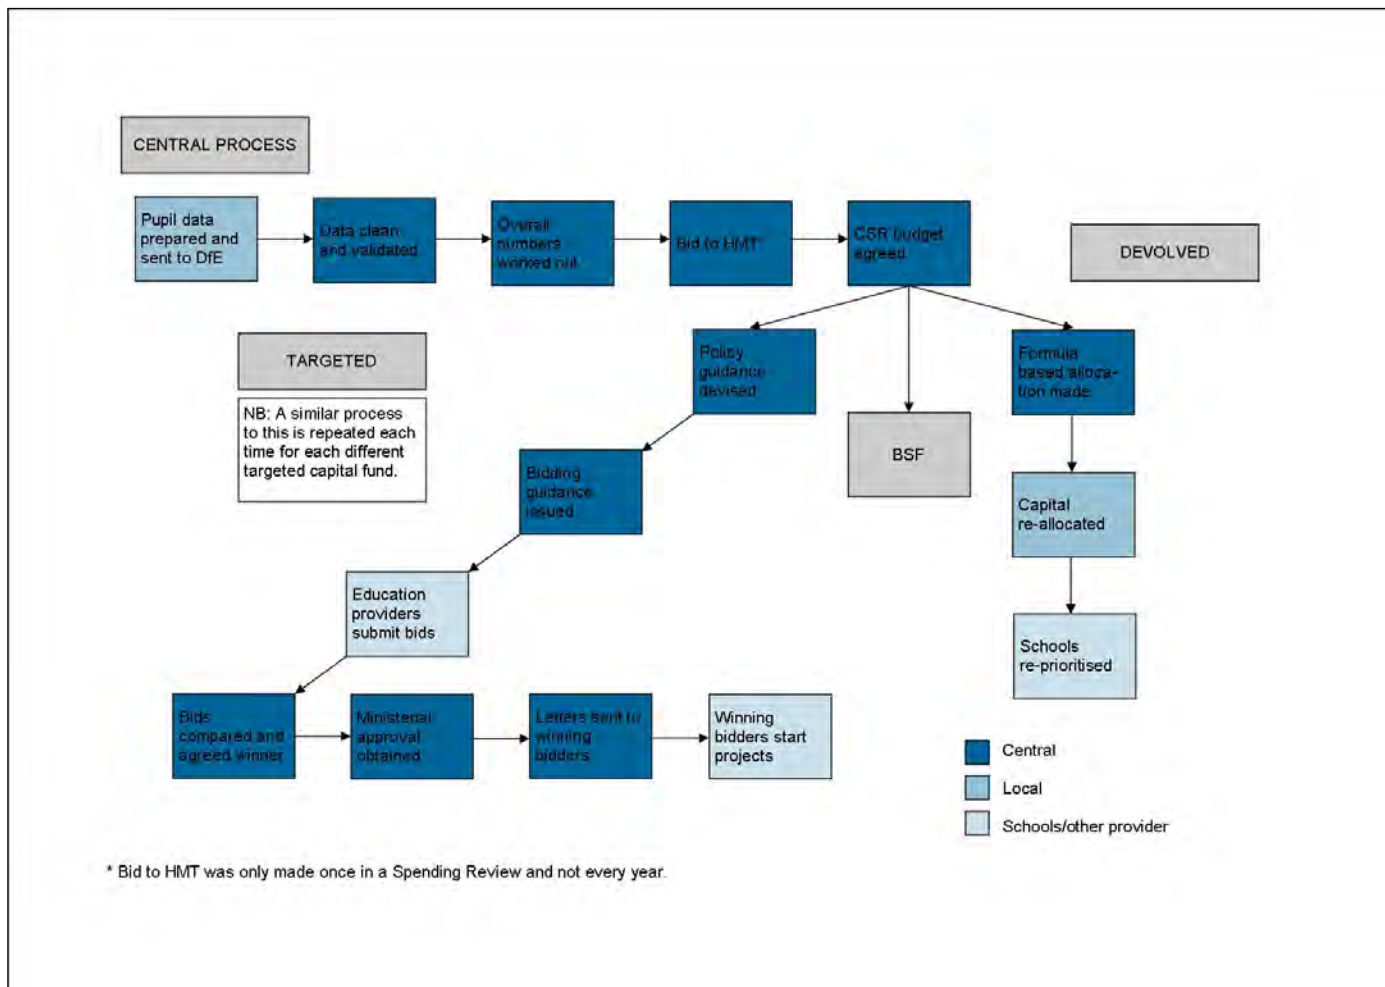 CENTRAL PROCESS
Pupil data
prepared and
sent to DfE
Data clean
and validated
Overall
numbers
worked out
Bid to HMT*
CSR budget
agreed
DEVOLVED
TARGETED
NB: A similar process
to this is repeated each
time for each different
targeted capital fund.
Policy
guidance
devised
Formula
based alloca-
tion made
BSF
Bidding
guidance
issued
Capital
re-allocated
Education
providers
submit bids
Schools
re-prioritised
Bids
compared and
agreed winner
Ministerial
approval
obtained
Letters sent to
winning
bidders
Winning
bidders start
projects
Central
Local
Schools/other provider
* Bid to HMT was only made once in a Spending Review and not every year.